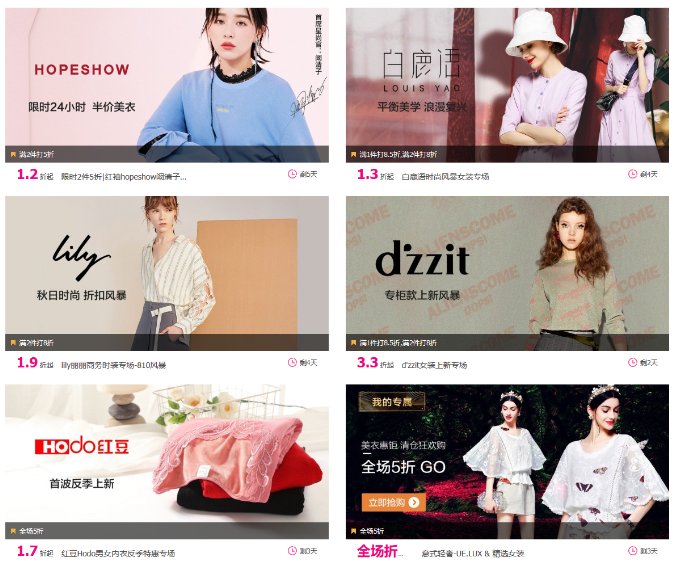 HOPESHOW
限时24小时 半价美衣
满2件打5折
1.2折起 限时2件5折|红袖hopeshow闵清子...
剩5天
白鹿语
LOUIS YAO
平衡美学 浪漫复兴
满1件打8.5折,满2件打8折
1.3折起 白鹿语时尚风雾女装专场
剩4天
lily
秋日时尚 折扣风暴
满2件打8折
1.9折起 lily丽丽商务时装专场-810风暴
剩4天
ALIENSCOME
OOPS!
d'zzit
专柜款上新风暴
满1件打8.5折,满2件打8折
3.3折起 d'zzit女装上新专场
剩2天
HOdo红豆
首波反季上新
全场5折
1.7折起 红豆Hodo男女内衣反季特惠专场
剩3天
我的专属
美衣惠钜 清仓狂欢购
全场5折 GO
立即抢购
全场5折
全场折... 意式轻奢-UE.LUX & 精选女装
剩3天